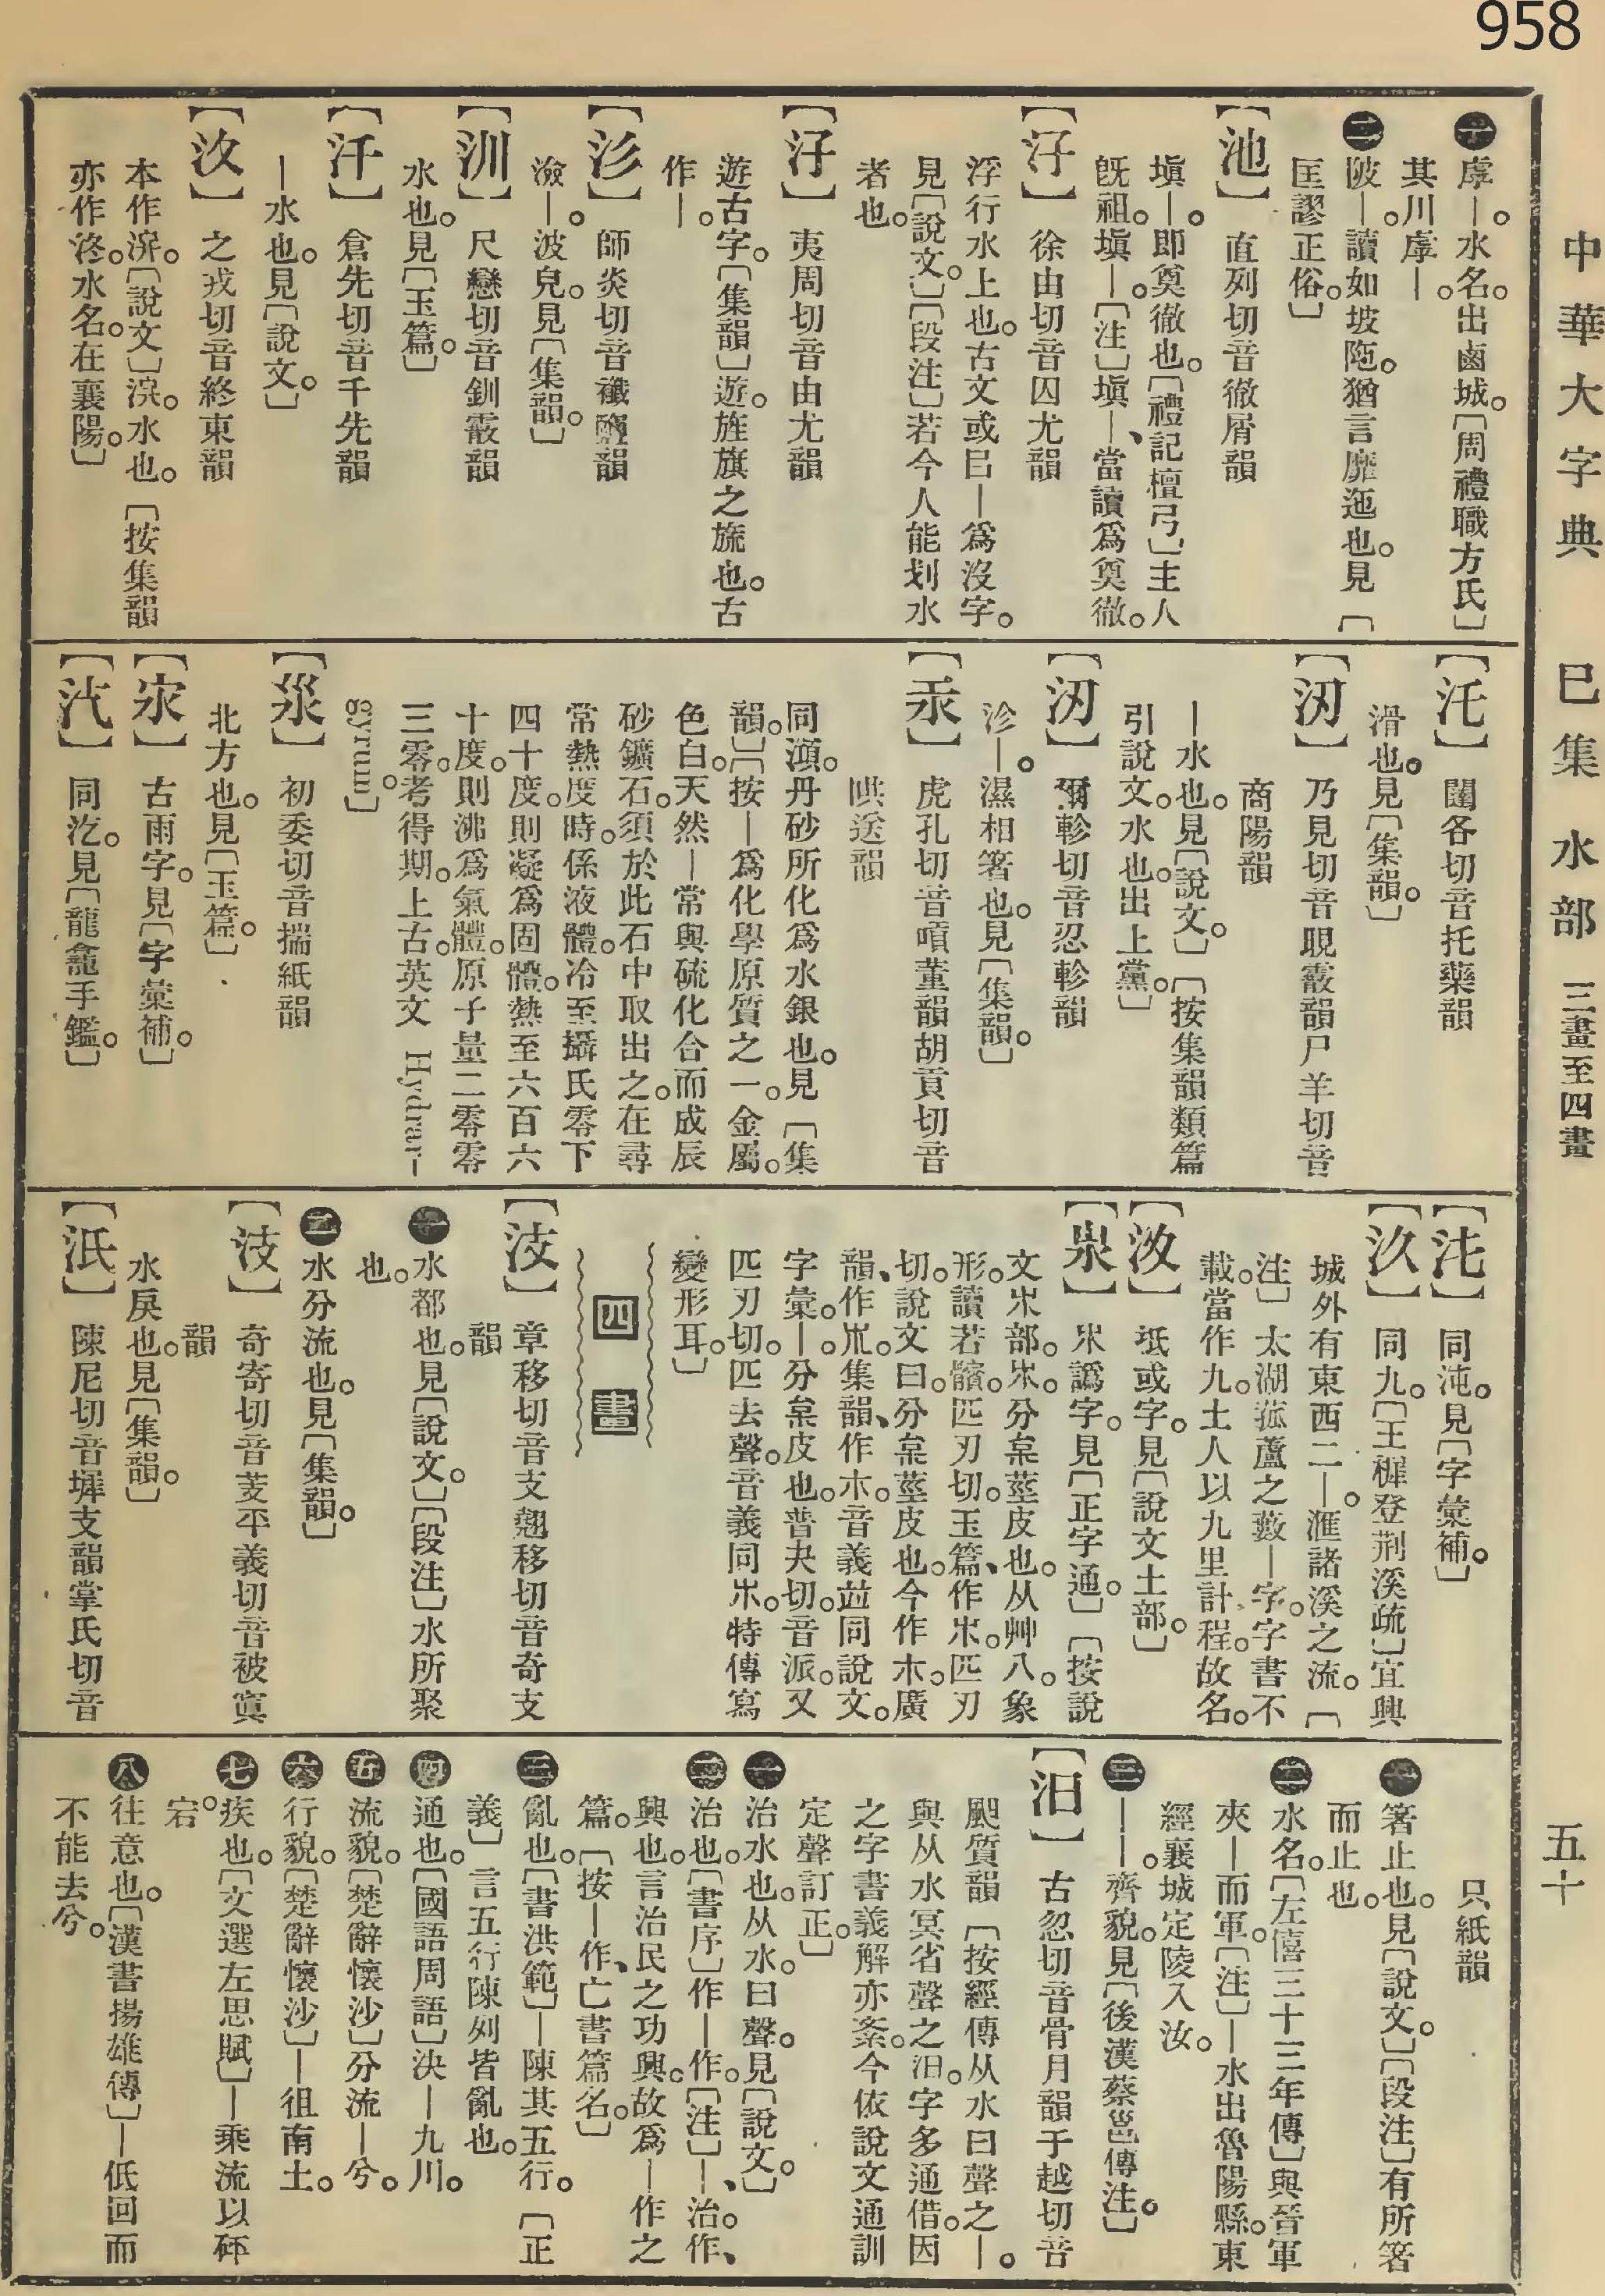 958
中華大字典　巳集　水部　三畫至四畫　五十
㊀虖｜。水名。出鹵城。〔周禮職方氏〕
其川虖｜。
㊁陂｜。讀如坡陁。猶言靡迤也。見〔
匡謬正俗。〕
【池】直列切音徹屑韻
塡｜。卽奠徹也。〔禮記檀弓〕主人
旣祖。塡｜。〔注〕塡｜、當讀爲奠徹。
【汓】徐由切音囚尤韻
浮行水上也。古文或㠯｜爲沒字。
見〔說文。〕〔段注〕若今人能划水
者也。
【汓】夷周切音由尤韻
遊古字。〔集韻〕遊。旌旗之旒也。古
作｜。
【汃】師炎切音襳鹽韻
澰｜。波皃。見〔集韻。〕
【汌】尺戀切音釧霰韻
水也。見〔玉篇。〕
【汘】倉先切音千先韻
｜水也。見〔說文。〕
【汷】之戎切音終東韻
本作㴧。〔說文〕㴧。水也。〔按集韻
亦作泈。水名。在襄陽。〕
【汑】闥各切音托藥韻
滑也。見〔集韻。〕
【汈】乃見切音晛霰韻尸羊切音
商陽韻
｜水也。見〔說文。〕〔按集韻類篇
引說文。水也。出上黨。〕
【㲽】爾軫切音忍軫韻
沴｜。濕相箸也。見〔集韻。〕
【汞】虎孔切音嗊董韻胡貢切音
哄送韻
同澒。丹砂所化爲水銀也。見〔集
韻。〕〔按｜爲化學原質之一。金屬。
色白。天然｜常與硫化合而成辰
砂鑛石。須於此石中取出之。在尋
常熱度時。係液體。冷至攝氏零下
四十度。則凝爲固體。熱至六百六
十度。則沸爲氣體。原子量二零零
三零。考得期。上古。英文 Hydrar-
gyrum〕
初委切音揣紙韻
北方也。見〔玉篇。〕
古雨字。見〔字彙補。〕
同汔。見〔龍龕手鑑。〕
同沌。見〔字彙補。〕
【氿】同九。〔王穉登荆溪疏〕宜興
城外有東西二｜。滙諸溪之流。〔
注〕太湖菰蘆之藪｜字。字書不
載。當作九。土人以九里計程。故名。
【汝】坻或字。見〔說文土部。〕
𣎳譌字。見〔正字通。〕〔按說
文𣎳部。𣎳。分枲莖皮也。从屮八。象
形。讀若髕。匹刃切。玉篇、作𣎳。匹刃
切。說文曰。分枲莖皮也。今作木。廣
韻、作𣎳。集韻、作木。音義竝同說文。
字彙。｜。分枲皮也。普夬切。音派。又
匹刃切。匹去聲。音義同𣎳。特傳寫
變形耳。〕
四畫
【汥】章移切音支翹移切音奇支
韻
㊀水都也。見〔說文。〕〔段注〕水所聚
也。
㊁水分流也。見〔集韻。〕
【汥】奇寄切音芰平義切音被寘
韻
水戾也。見〔集韻。〕
【汦】陳尼切音墀支韻掌氏切音
只紙韻
㊀箸止也。見〔說文。〕〔段注〕有所箸
而止也。
㊁水名。〔左僖三十三年傳〕與晉軍
夾｜而軍。〔注〕｜水出魯陽縣。東
經襄城定陵入汝。
㊂｜｜。齊貌。見〔後漢蔡邕傳注。〕
【汩】古忽切音骨月韻于越切音
颶質韻〔按經傳从水曰聲之｜。
與从水冥省聲之汨。字多通借。因
之字書義解亦紊。今依說文通訓
定聲訂正。〕
㊀治水也。从水。曰聲。見〔說文。〕
㊁治也。〔書序〕作｜作。〔注〕｜、治。作、
興也。言治民之功興。故爲｜作之
篇。〔按｜作、亡書篇名。〕
㊂亂也。〔書洪範〕｜陳其五行。〔正
義〕言五行陳列皆亂也。
㊃通也。〔國語周語〕決｜九川。
㊄流貌。〔楚辭懷沙〕分流｜兮。
㊅行貌。〔楚辭懷沙〕｜徂南土。
㊆疾也。〔文選左思賦〕｜乘流以砰
宕。
㊇往意也。〔漢書揚雄傳〕｜低回而
不能去兮。